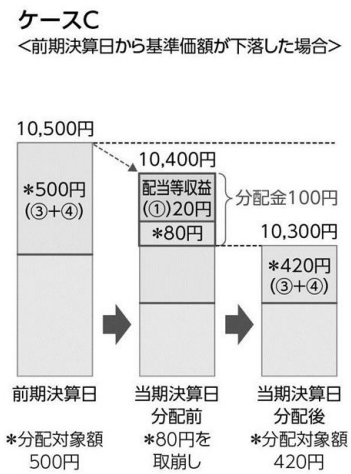 ケースC
<前期決算日から基準価額が下落した場合>
10,500円
*500円
(③+④)
10,400円
配当等収益
(①)20円
*80円
分配金100円
10,300円
*420円
(③+④)
前期決算日
当期決算日
分配前
当期決算日
分配後
*分配対象額
500円
*80円を
取崩し
*分配対象額
420円